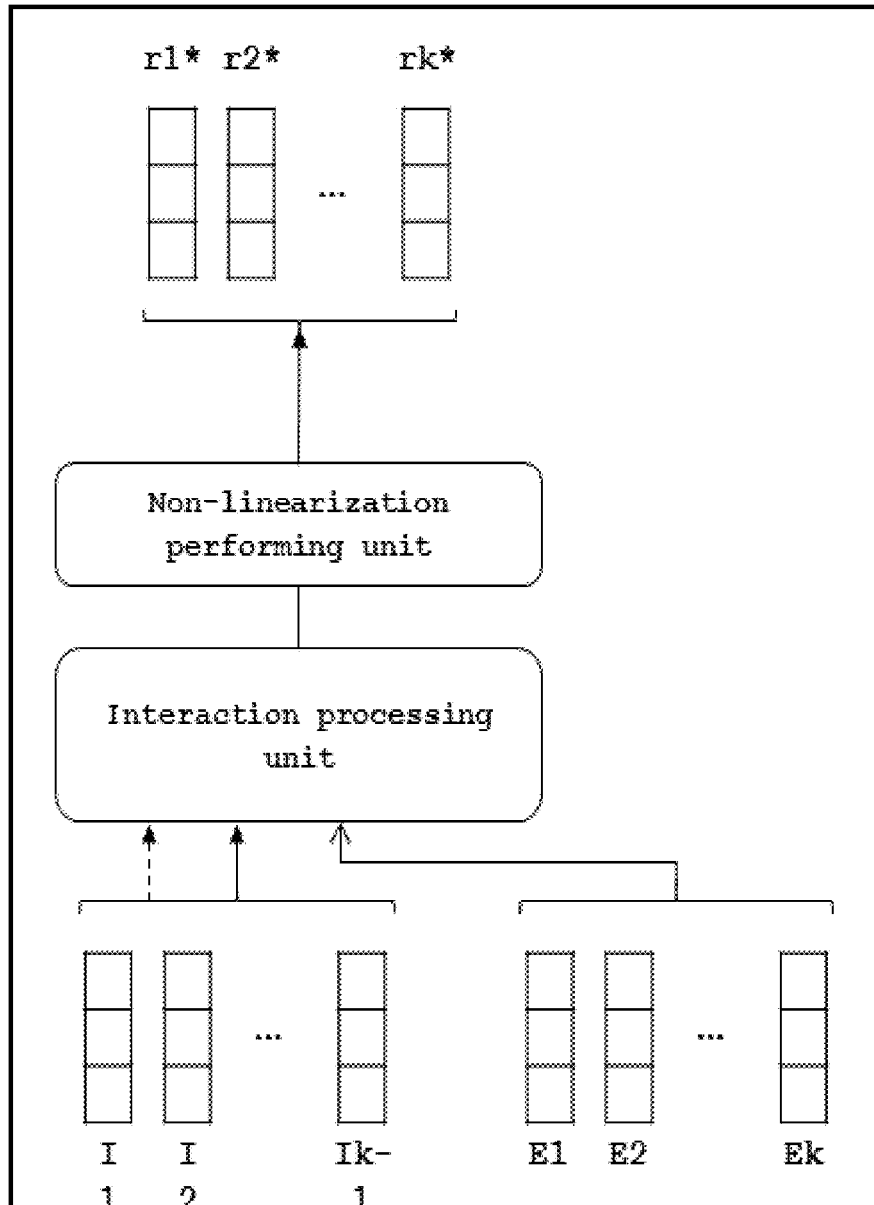 r1* r2* ... rk*
Non-linearization
performing unit
Interaction processing
unit
... ...
I I Ik- E1 E2 Ek
1 2 1